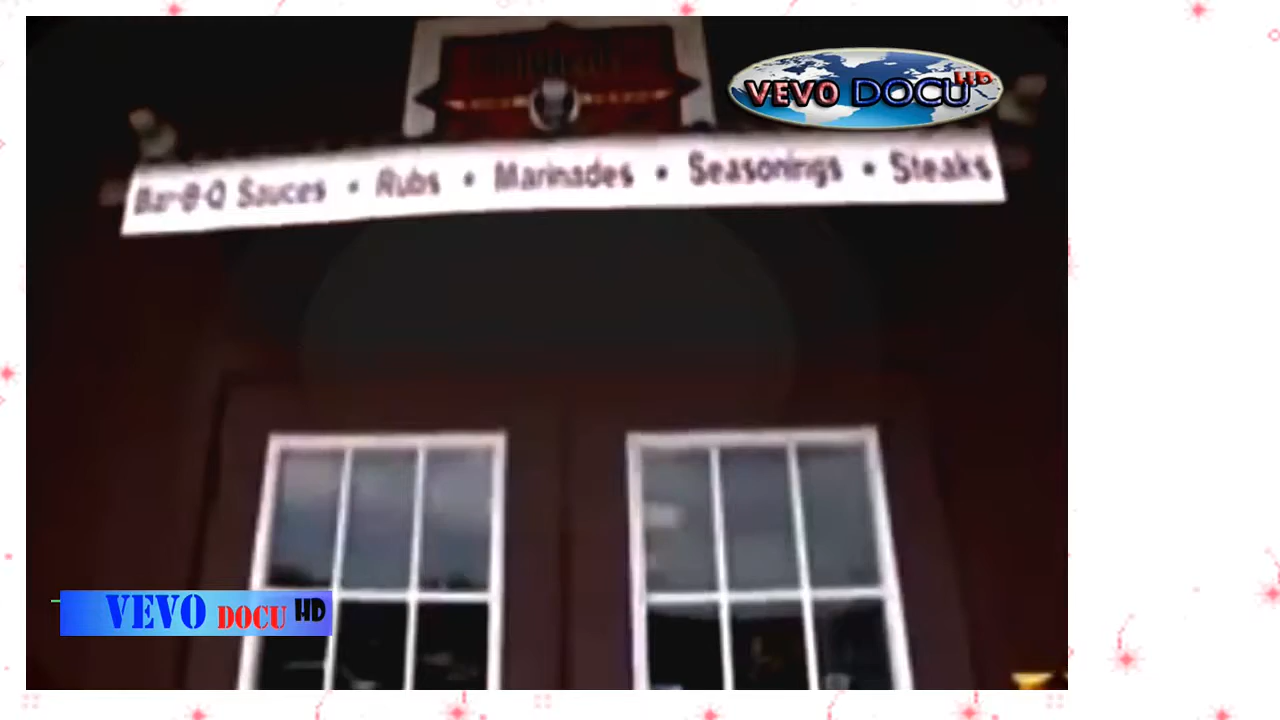 VEVO DOCU HD
Bar-B-Q Sauces • Rubs • Marinades • Seasonings • Steaks
VEVO DOCU HD